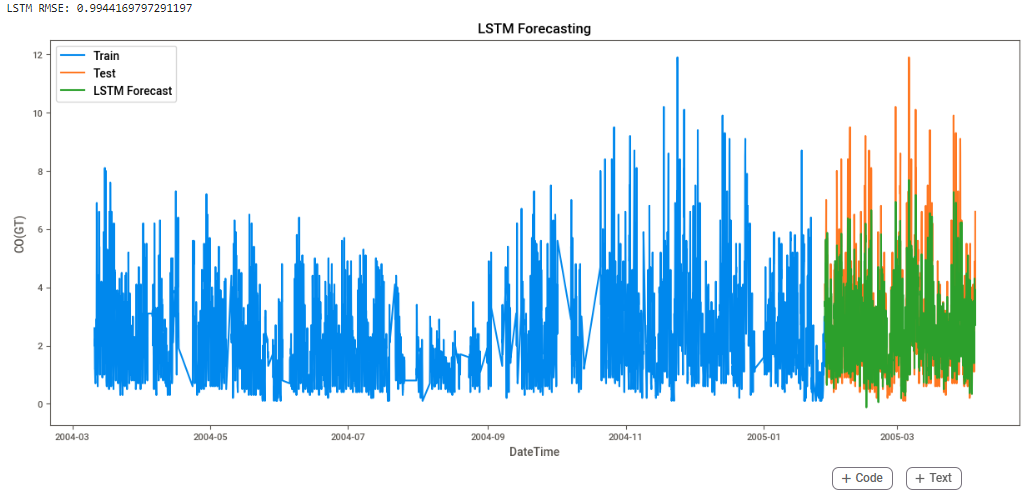 LSTM RMSE: 0.9944169797291197
LSTM Forecasting
Train
Test
LSTM Forecast
12
10
8
6
4
2
0
CO(GT)
2004-03 2004-05 2004-07 2004-09 2004-11 2005-01 2005-03
DateTime
+ Code + Text